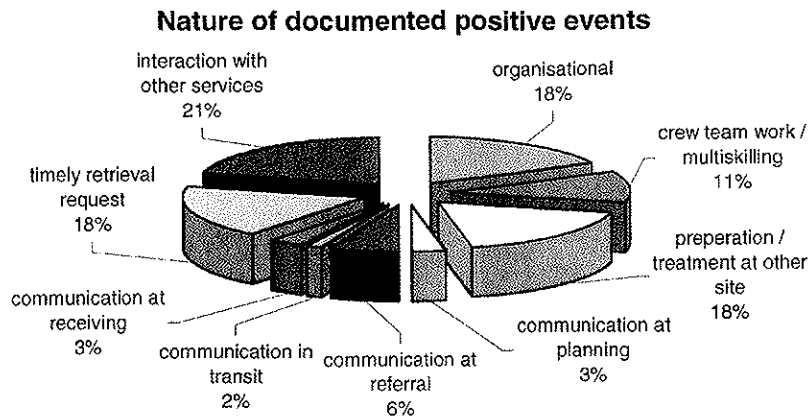 Nature of documented positive events
interaction with
other services
21%
organisational
18%
crew team work /
multiskilling
11%
timely retrieval
request
18%
preperation /
treatment at other
site
18%
communication at
receiving
3%
communication in
transit
2%
communication at
referral
6%
communication at
planning
3%